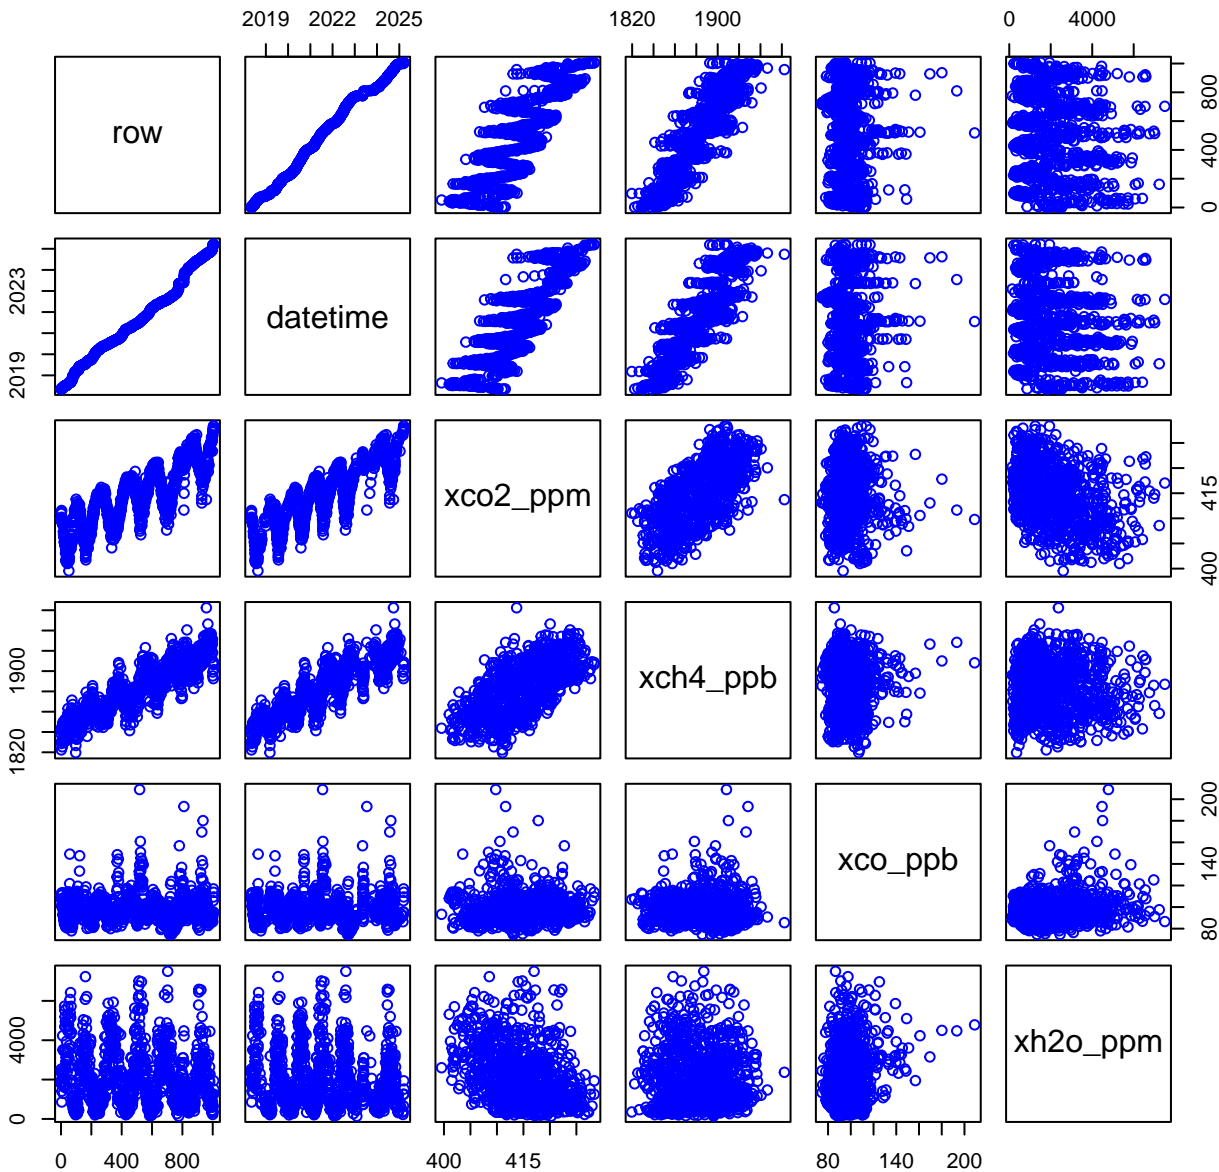 2019 2022 2025 1820 1900 0 4000
row 0 400 800
2019 2023 datetime
xco2_ppm 400 415
1820 1900 xch4_ppb
xco_ppb 80 140 200
0 4000 xh2o_ppm
0 400 800 400 415 80 140 200